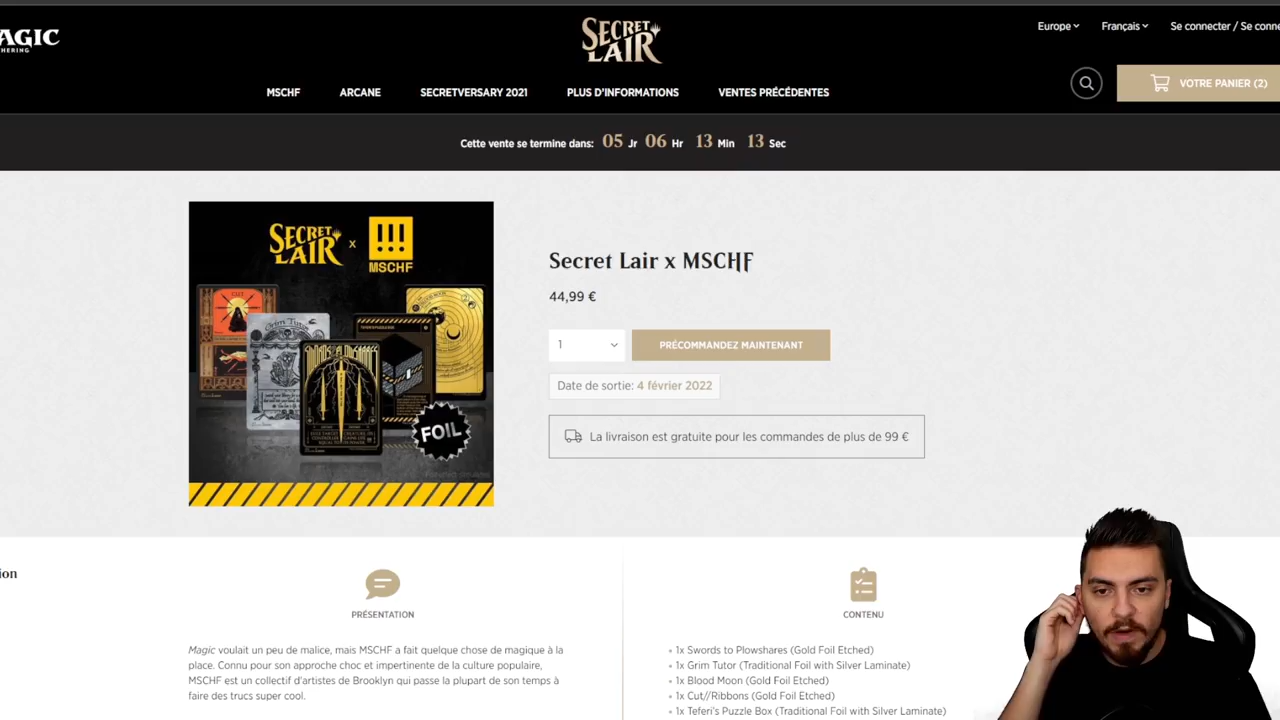 AGIC
THERING
SECRET
LAIR
Europe
Français
Se connecter / Se conne
VOTRE PANIER (2)
MSCHF
ARCANE
SECRETVERSARY 2021
PLUS D'INFORMATIONS
VENTES PRÉCÉDENTES
Cette vente se termine dans: 05 Jr 06 Hr 13 Min 13 Sec
SECRET
LAIR
x
!!!
MSCHF
CUT
Grim Tutor
FOIL
Secret Lair x MSCHF
44,99 €
1
PRÉCOMMANDEZ MAINTENANT
Date de sortie: 4 février 2022
La livraison est gratuite pour les commandes de plus de 99 €
ion
PRÉSENTATION
Magic voulait un peu de malice, mais MSCHF a fait quelque chose de magique à la
place. Connu pour son approche choc et impertinente de la culture populaire,
MSCHF est un collectif d'artistes de Brooklyn qui passe la plupart de son temps à
faire des trucs super cool.
CONTENU
• 1x Swords to Plowshares (Gold Foil Etched)
• 1x Grim Tutor (Traditional Foil with Silver Laminate)
• 1x Blood Moon (Gold Foil Etched)
• 1x Cut//Ribbons (Gold Foil Etched)
• 1x Teferi's Puzzle Box (Traditional Foil with Silver Laminate)